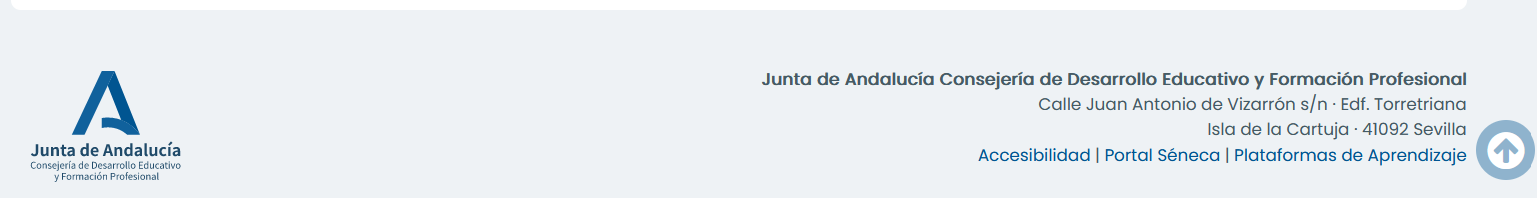 Junta de Andalucía
Consejería de Desarrollo Educativo
y Formación Profesional
Junta de Andalucía Consejería de Desarrollo Educativo y Formación Profesional
Calle Juan Antonio de Vizarrón s/n · Edf. Torretriana
Isla de la Cartuja · 41092 Sevilla
Accesibilidad | Portal Séneca | Plataformas de Aprendizaje